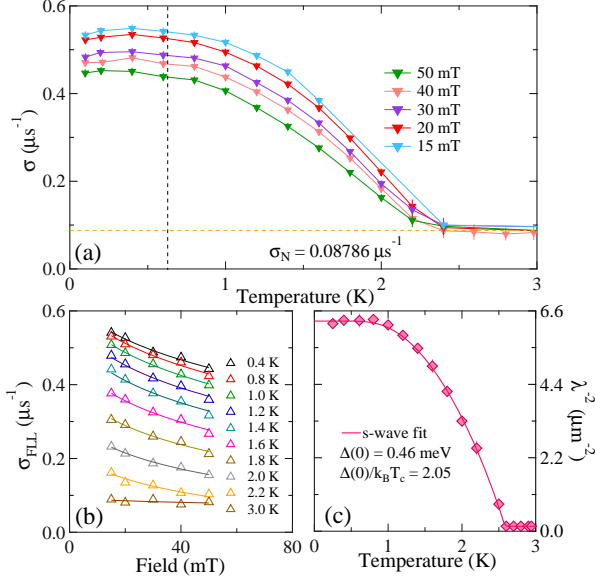 0.6
0.4
0.2
0.0
σ (μs⁻¹)
50 mT
40 mT
30 mT
20 mT
15 mT
(a)
σ_N = 0.08786 μs⁻¹
0 1 2 3
Temperature (K)
0.6
0.4
0.2
0.0
σ_FLL (μs⁻¹)
0.4 K
0.8 K
1.0 K
1.2 K
1.4 K
1.6 K
1.8 K
2.0 K
2.2 K
3.0 K
(b)
0 40 80
Field (mT)
s-wave fit
Δ(0) = 0.46 meV
Δ(0)/k_BT_c = 2.05
(c)
6.6
4.4
2.2
0.0
λ⁻² (μm⁻²)
0 1 2 3
Temperature (K)